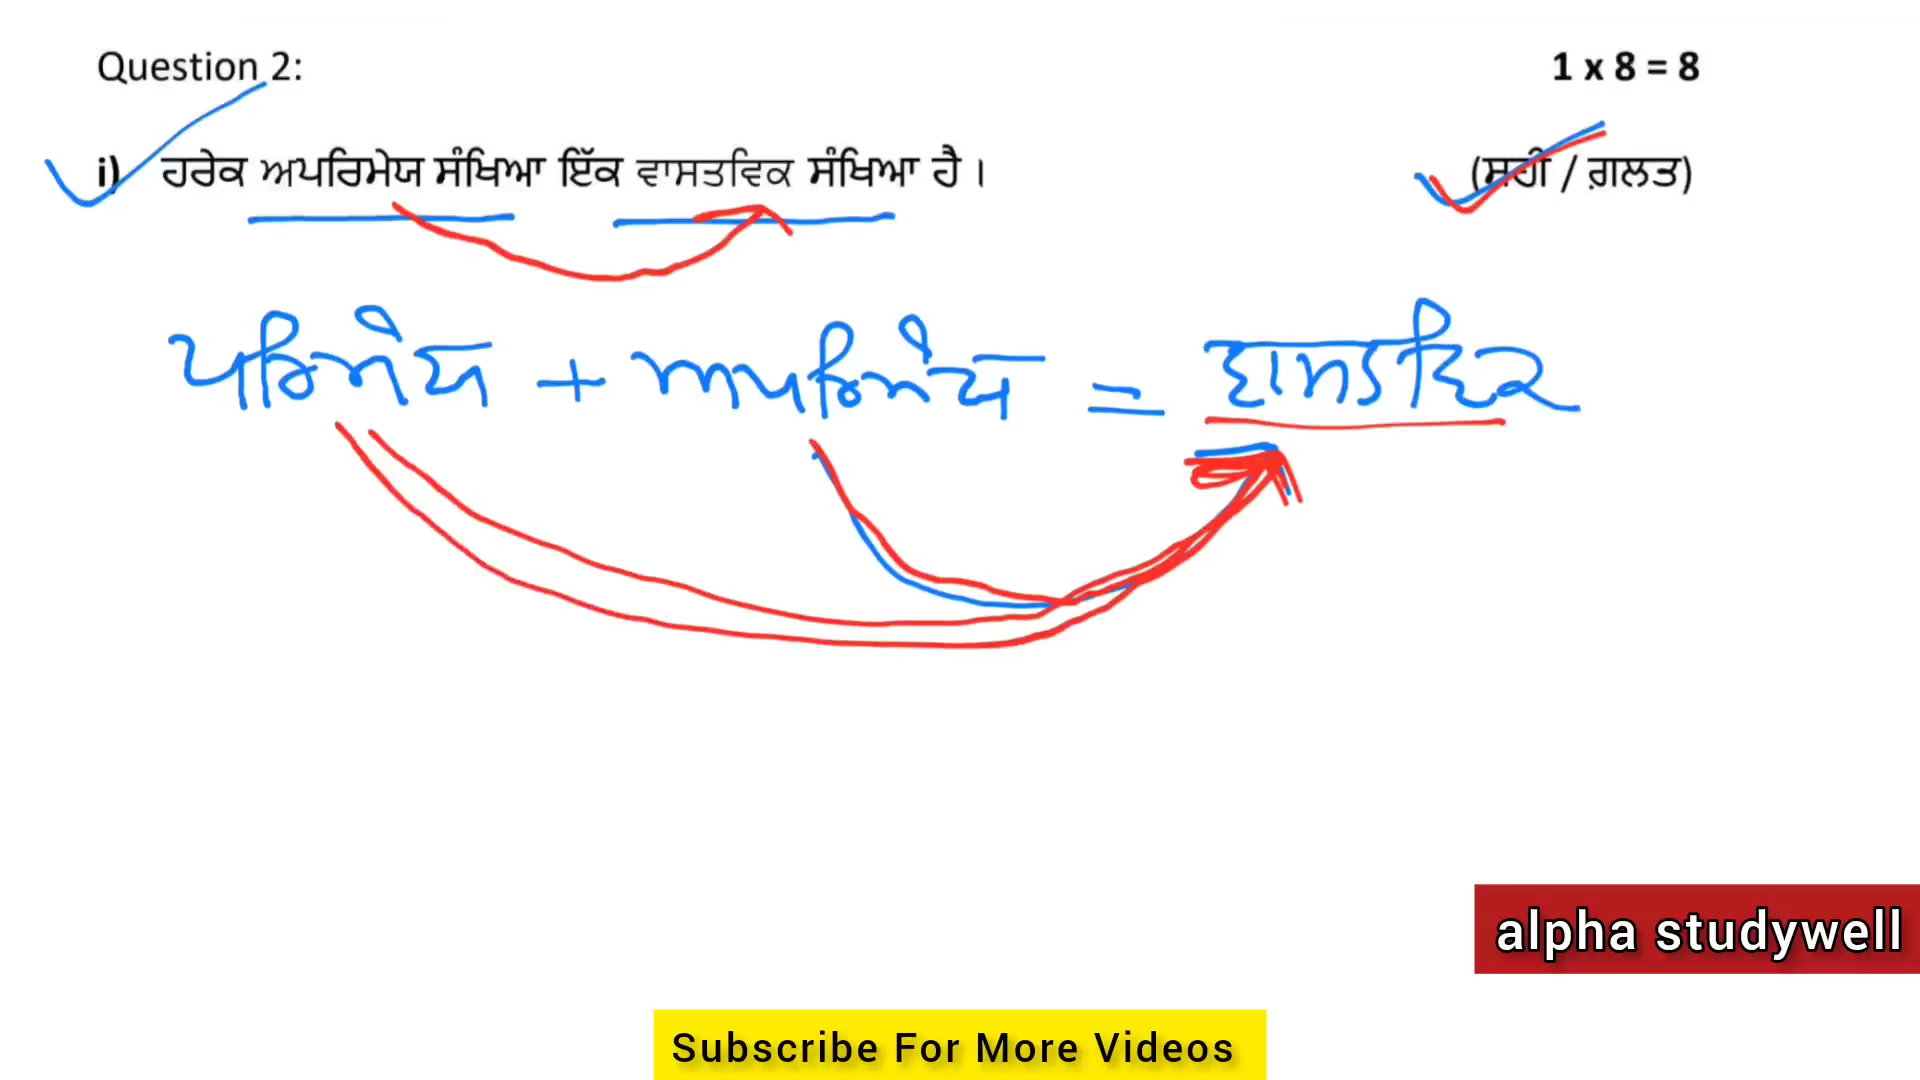 Question 2: 1 x 8 = 8
i) ਹਰੇਕ ਅਪਰਿਮੇਯ ਸੰਖਿਆ ਇੱਕ ਵਾਸਤਵਿਕ ਸੰਖਿਆ ਹੈ। (ਸਹੀ / ਗ਼ਲਤ)
ਪਰਿਮੇਯ + ਅਪਰਿਮੇਯ = ਵਾਸਤਵਿਕ
alpha studywell
Subscribe For More Videos